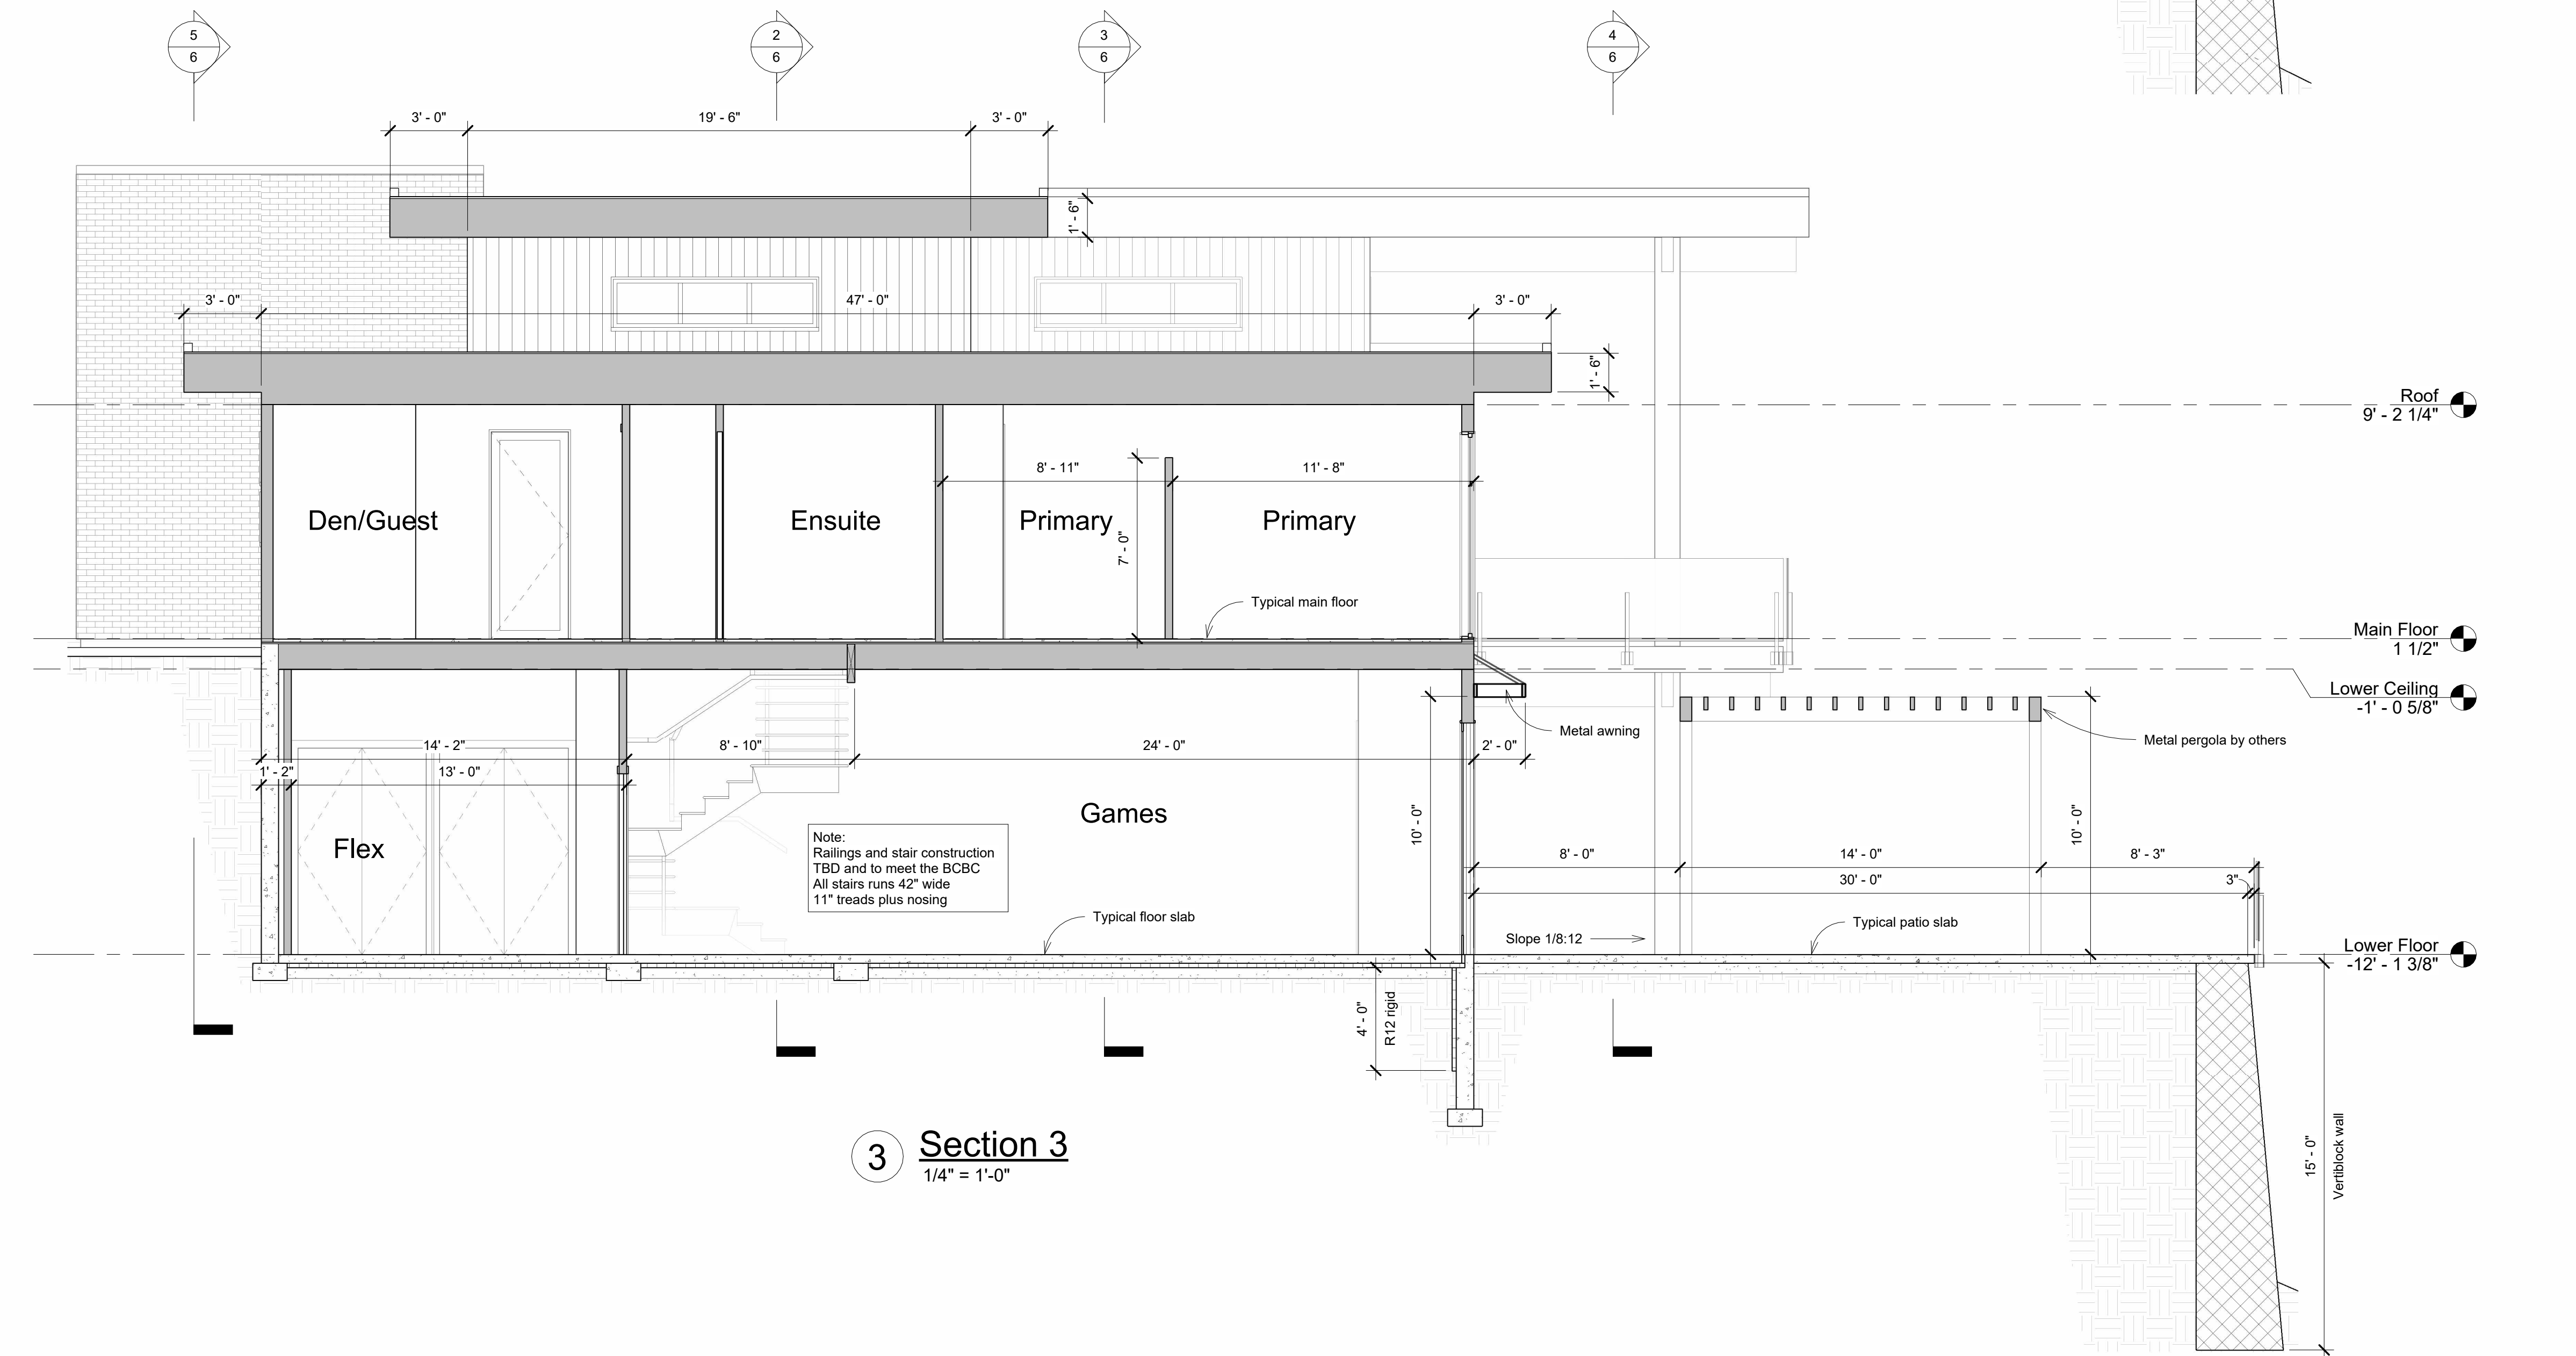 5
6
2
6
3
6
4
6
3' - 0"
19' - 6"
3' - 0"
1' - 6"
3' - 0"
47' - 0"
3' - 0"
1' - 6"
Roof
9' - 2 1/4"
8' - 11"
11' - 8"
Den/Guest
Ensuite
Primary
Primary
7' - 0"
Typical main floor
Main Floor
1 1/2"
Lower Ceiling
-1' - 0 5/8"
Metal awning
Metal pergola by others
14' - 2"
8' - 10"
24' - 0"
2' - 0"
1' - 2"
13' - 0"
Games
10' - 0"
10' - 0"
Flex
Note:
Railings and stair construction
TBD and to meet the BCBC
All stairs runs 42" wide
11" treads plus nosing
8' - 0"
14' - 0"
8' - 3"
30' - 0"
3"
Typical floor slab
Typical patio slab
Slope 1/8:12
Lower Floor
-12' - 1 3/8"
4' - 0"
R12 rigid
15' - 0"
Vertiblock wall
3
Section 3
1/4" = 1'-0"